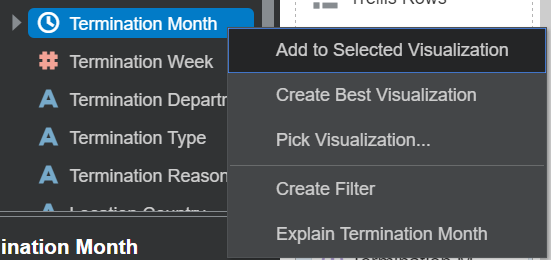 Termination Month
Termination Week
Termination Departr
Termination Type
Termination Reason
Location Country
ination Month
Trellis Rows
Add to Selected Visualization
Create Best Visualization
Pick Visualization...
Create Filter
Explain Termination Month